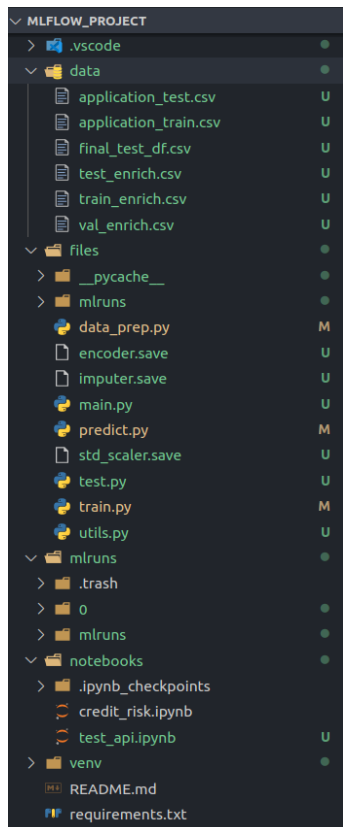 MLFLOW_PROJECT
.vscode
data
application_test.csv U
application_train.csv U
final_test_df.csv U
test_enrich.csv U
train_enrich.csv U
val_enrich.csv U
files
__pycache__
mlruns
data_prep.py M
encoder.save U
imputer.save U
main.py U
predict.py M
std_scaler.save U
test.py U
train.py M
utils.py U
mlruns
.trash
0
mlruns
notebooks
.ipynb_checkpoints
credit_risk.ipynb
test_api.ipynb U
venv
README.md
requirements.txt